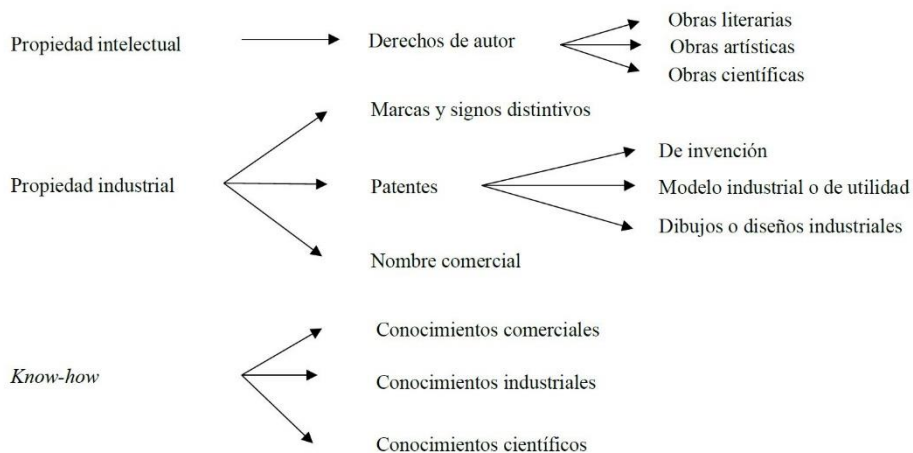 Propiedad intelectual
Derechos de autor
Obras literarias
Obras artísticas
Obras científicas
Propiedad industrial
Marcas y signos distintivos
Patentes
De invención
Modelo industrial o de utilidad
Dibujos o diseños industriales
Nombre comercial
Know-how
Conocimientos comerciales
Conocimientos industriales
Conocimientos científicos